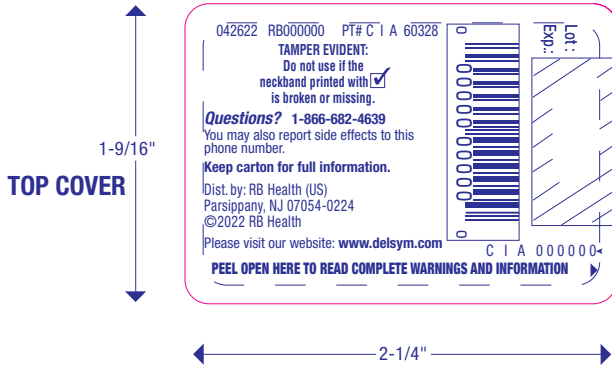 042622 RB000000 PT# C I A 60328
TAMPER EVIDENT:
Do not use if the
neckband printed with
is broken or missing.
Questions? 1-866-682-4639
You may also report side effects to this
phone number.
Keep carton for full information.
Dist. by: RB Health (US)
Parsippany, NJ 07054-0224
©2022 RB Health
Please visit our website: www.delsym.com
PEEL OPEN HERE TO READ COMPLETE WARNINGS AND INFORMATION
0 0000000000 0
Lot:
Exp.:
C I A 000000
1-9/16"
TOP COVER
2-1/4"